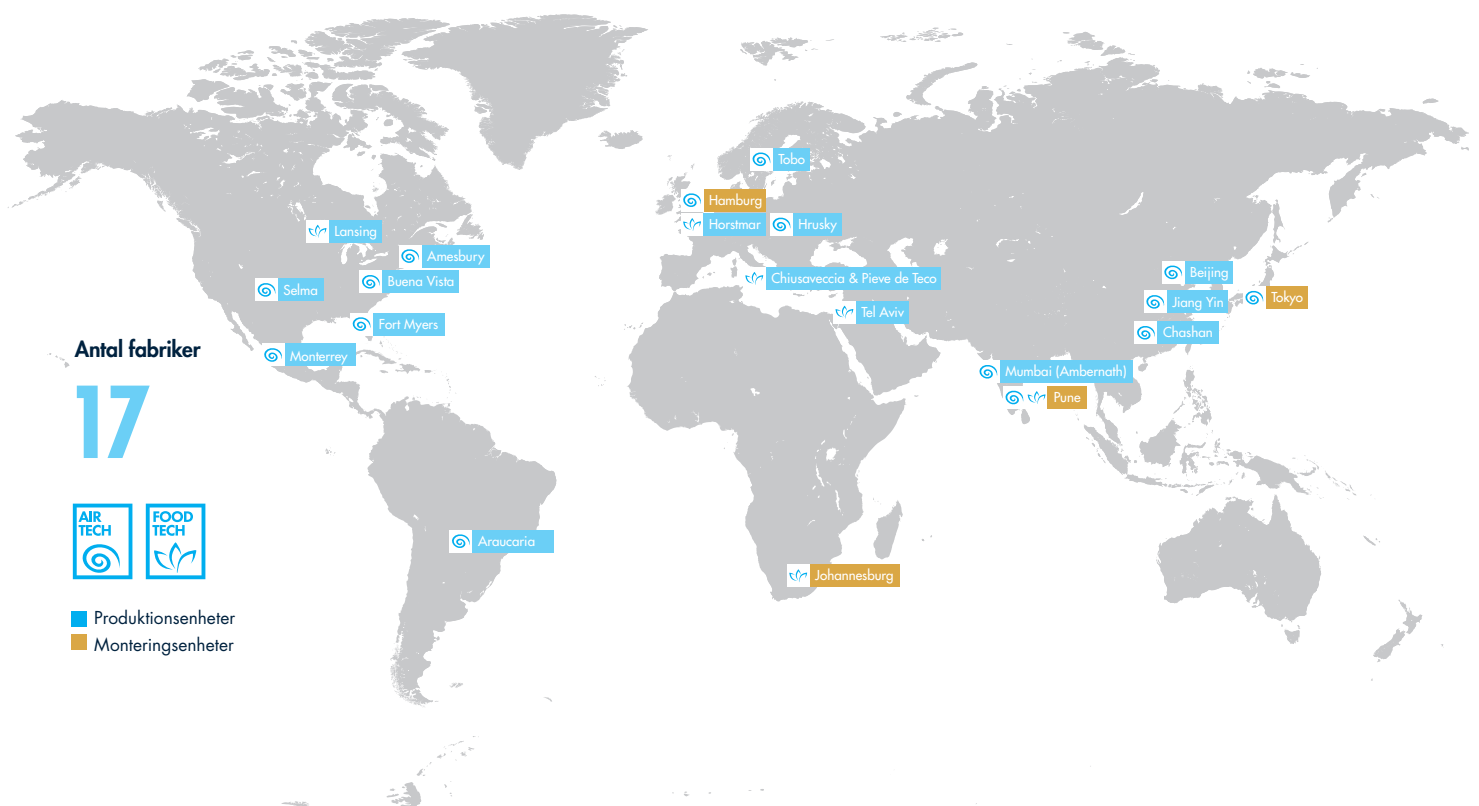 Tobo
Hamburg
Horstmar
Hrusky
Lansing
Amesbury
Buena Vista
Selma
Chiusaveccia & Pieve de Teco
Beijing
Jiang Yin
Tokyo
Tel Aviv
Fort Myers
Chashan
Monterrey
Mumbai (Ambernath)
Pune
Antal fabriker
17
AIR
TECH
FOOD
TECH
Araucaria
Johannesburg
Produktionsenheter
Monteringsenheter